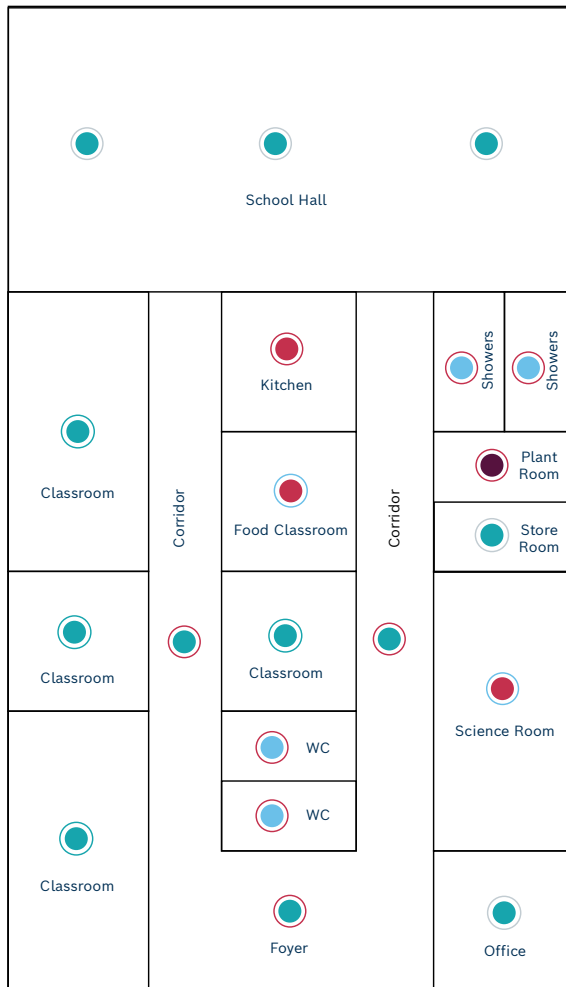 School Hall
Kitchen
Showers
Showers
Classroom
Plant
Room
Corridor
Food Classroom
Corridor
Store
Room
Classroom
Classroom
Science Room
WC
WC
Classroom
Foyer
Office